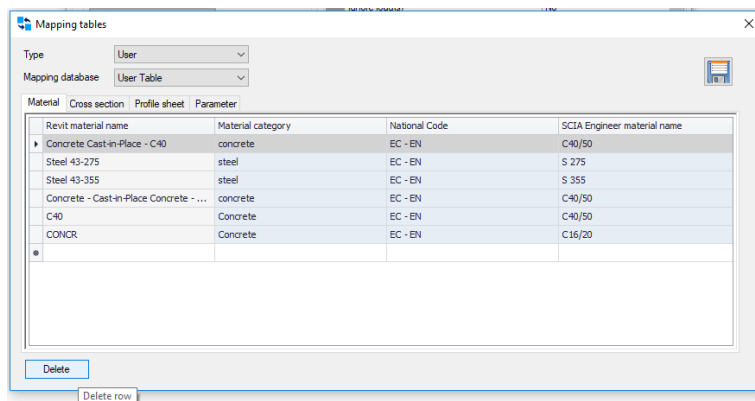 Mapping tables
Type User
Mapping database User Table
Material Cross section Profile sheet Parameter
Revit material name Material category National Code SCIA Engineer material name
Concrete Cast-in-Place - C40 concrete EC - EN C40/50
Steel 43-275 steel EC - EN S 275
Steel 43-355 steel EC - EN S 355
Concrete - Cast-in-Place Concrete - ... concrete EC - EN C40/50
C40 Concrete EC - EN C40/50
CONCR Concrete EC - EN C16/20
Delete
Delete row